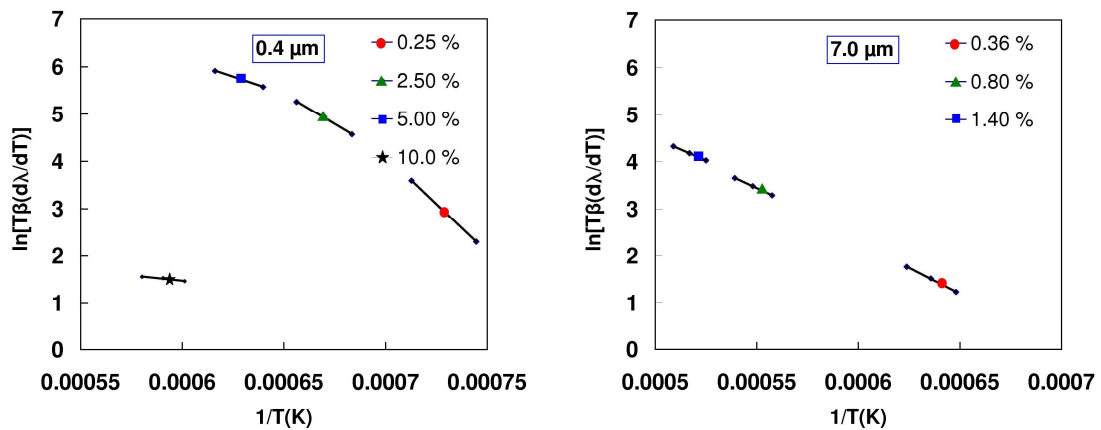 7
6
5
4
3
2
1
0
ln[Tβ(dλ/dT)]
0.4 µm
0.25 %
2.50 %
5.00 %
10.0 %
0.00055 0.0006 0.00065 0.0007 0.00075
1/T(K)
7
6
5
4
3
2
1
0
ln[Tβ(dλ/dT)]
7.0 µm
0.36 %
0.80 %
1.40 %
0.0005 0.00055 0.0006 0.00065 0.0007
1/T(K)